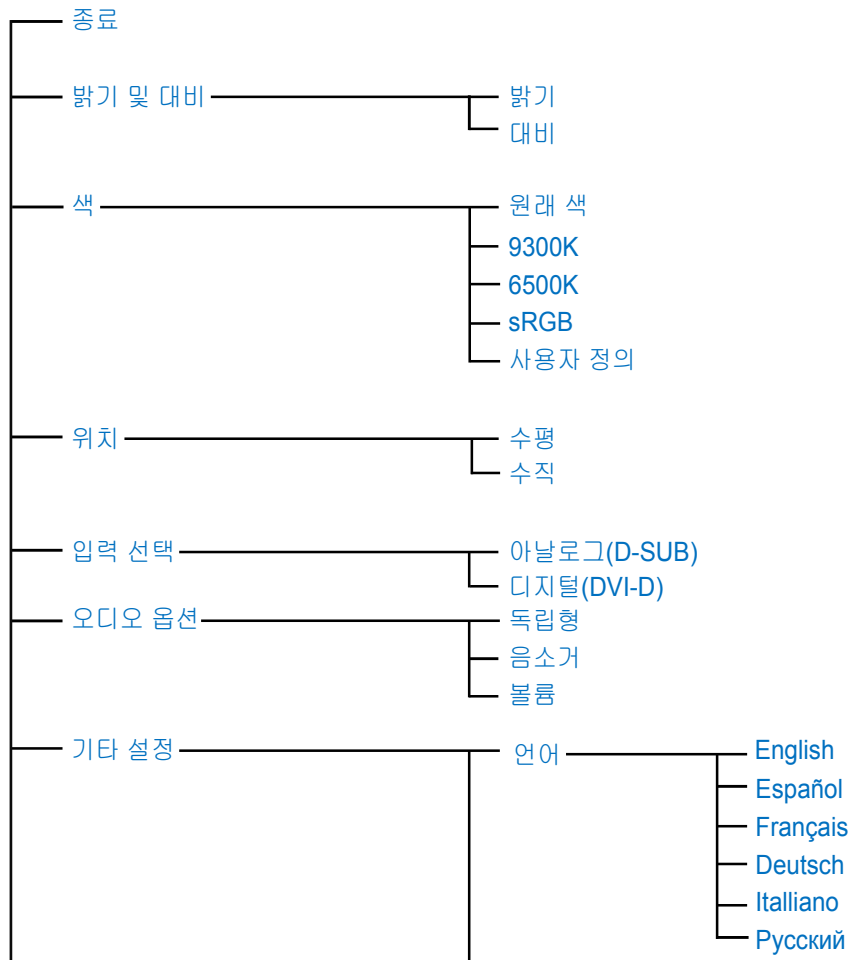 종료
밝기 및 대비
밝기
대비
색
원래 색
9300K
6500K
sRGB
사용자 정의
위치
수평
수직
입력 선택
아날로그(D-SUB)
디지털(DVI-D)
오디오 옵션
독립형
음소거
볼륨
기타 설정
언어
English
Español
Français
Deutsch
Italliano
Русский